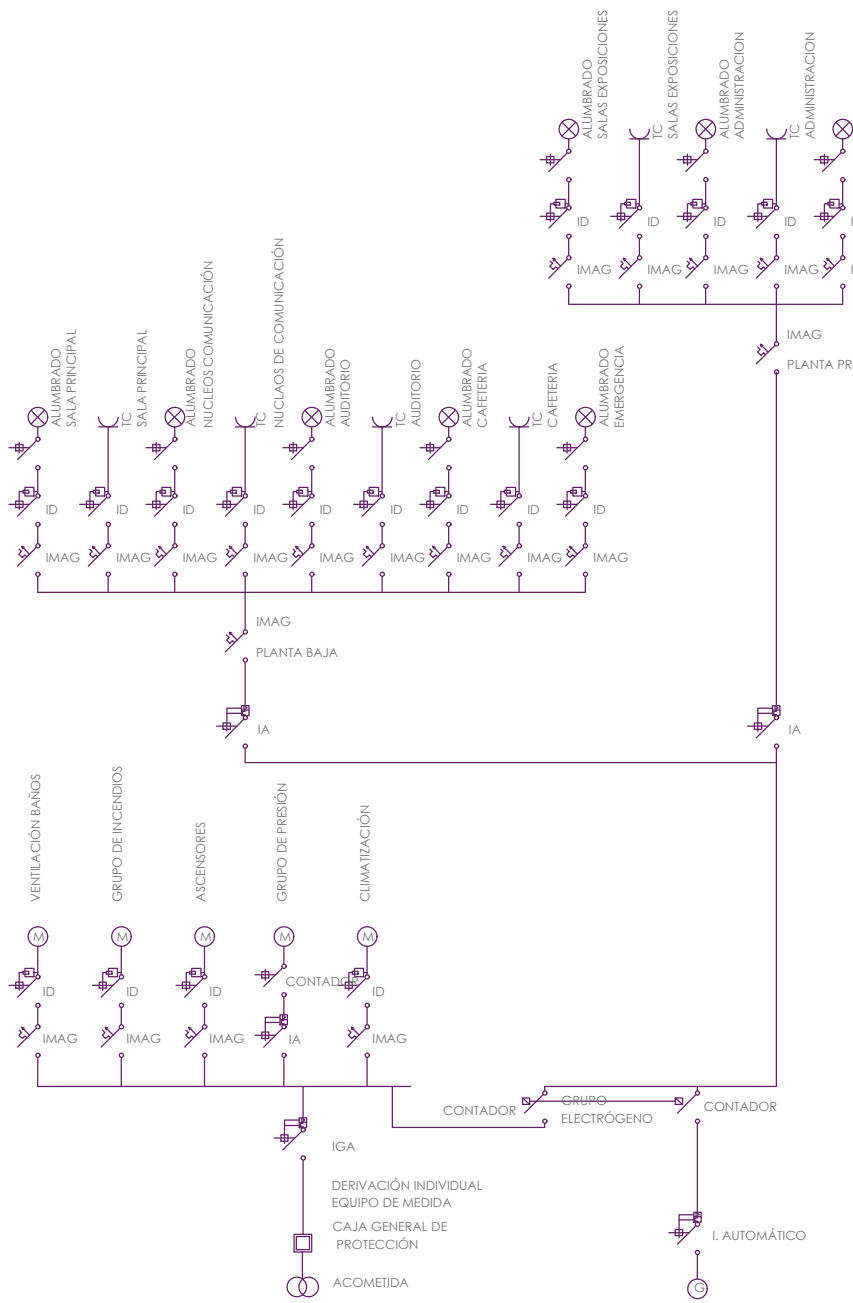 ALUMBRADO
SALAS EXPOSICIONES
TC
SALAS EXPOSICIONES
ALUMBRADO
ADMINISTRACION
TC
ADMINISTRACION
ID
ID
ID
ID
I
IMAG
IMAG
IMAG
IMAG
I
IMAG
PLANTA PR
ALUMBRADO
SALA PRINCIPAL
TC
SALA PRINCIPAL
ALUMBRADO
NUCLEOS COMUNICACIÓN
TC
NUCLAOS DE COMUNICACIÓN
ALUMBRADO
AUDITORIO
TC
AUDITORIO
ALUMBRADO
CAFETERIA
TC
CAFETERIA
ALUMBRADO
EMERGENCIA
ID
ID
ID
ID
ID
ID
ID
ID
ID
IMAG
IMAG
IMAG
IMAG
IMAG
IMAG
IMAG
IMAG
IMAG
IMAG
PLANTA BAJA
IA
IA
VENTILACIÓN BAÑOS
GRUPO DE INCENDIOS
ASCENSORES
GRUPO DE PRESIÓN
CLIMATIZACIÓN
M
M
M
M
M
ID
ID
ID
CONTADOR
ID
IMAG
IMAG
IMAG
IA
IMAG
CONTADOR
GRUPO
ELECTRÓGENO
CONTADOR
IGA
DERIVACIÓN INDIVIDUAL
EQUIPO DE MEDIDA
CAJA GENERAL DE
PROTECCIÓN
I. AUTOMÁTICO
ACOMETIDA
G